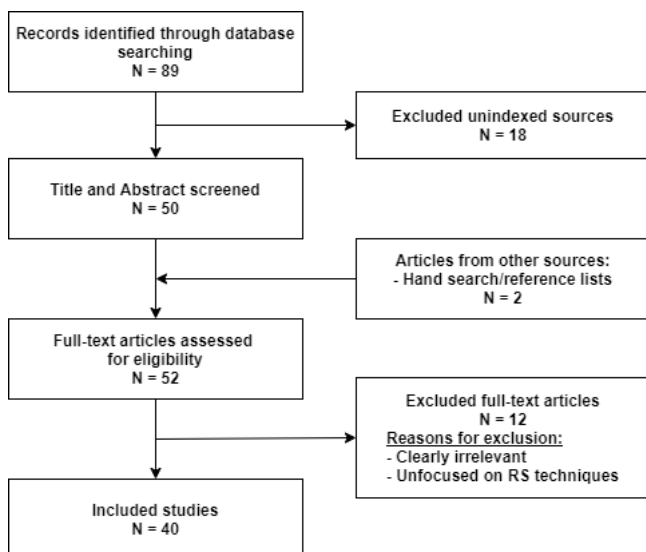 Records identified through database
searching
N = 89
Excluded unindexed sources
N = 18
Title and Abstract screened
N = 50
Articles from other sources:
- Hand search/reference lists
N = 2
Full-text articles assessed
for eligibility
N = 52
Excluded full-text articles
N = 12
Reasons for exclusion:
- Clearly irrelevant
- Unfocused on RS techniques
Included studies
N = 40